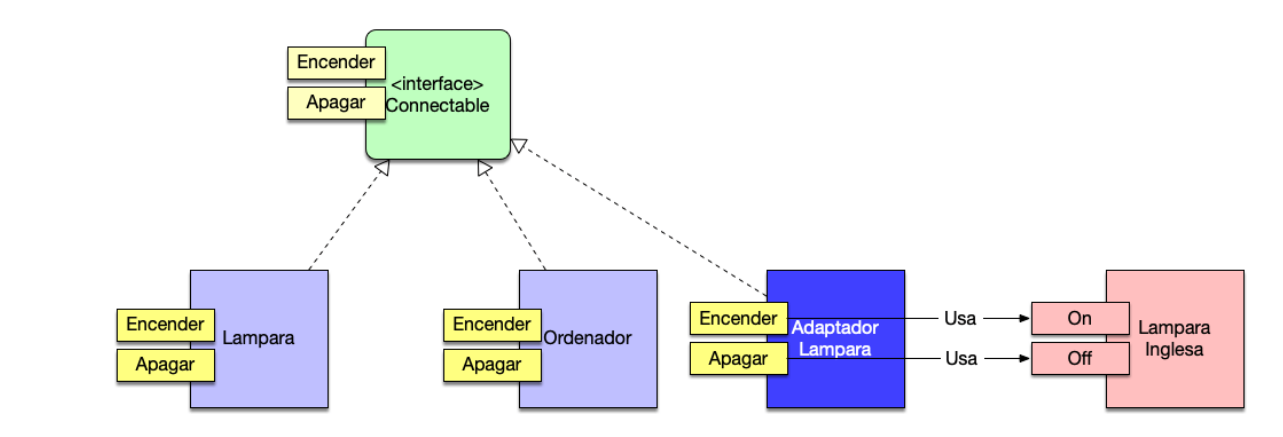 Encender
<interface>
Connectable
Apagar
Encender
Lampara
Apagar
Encender
Ordenador
Apagar
Encender
Adaptador
Lampara
Apagar
Usa
Usa
On
Off
Lampara
Inglesa